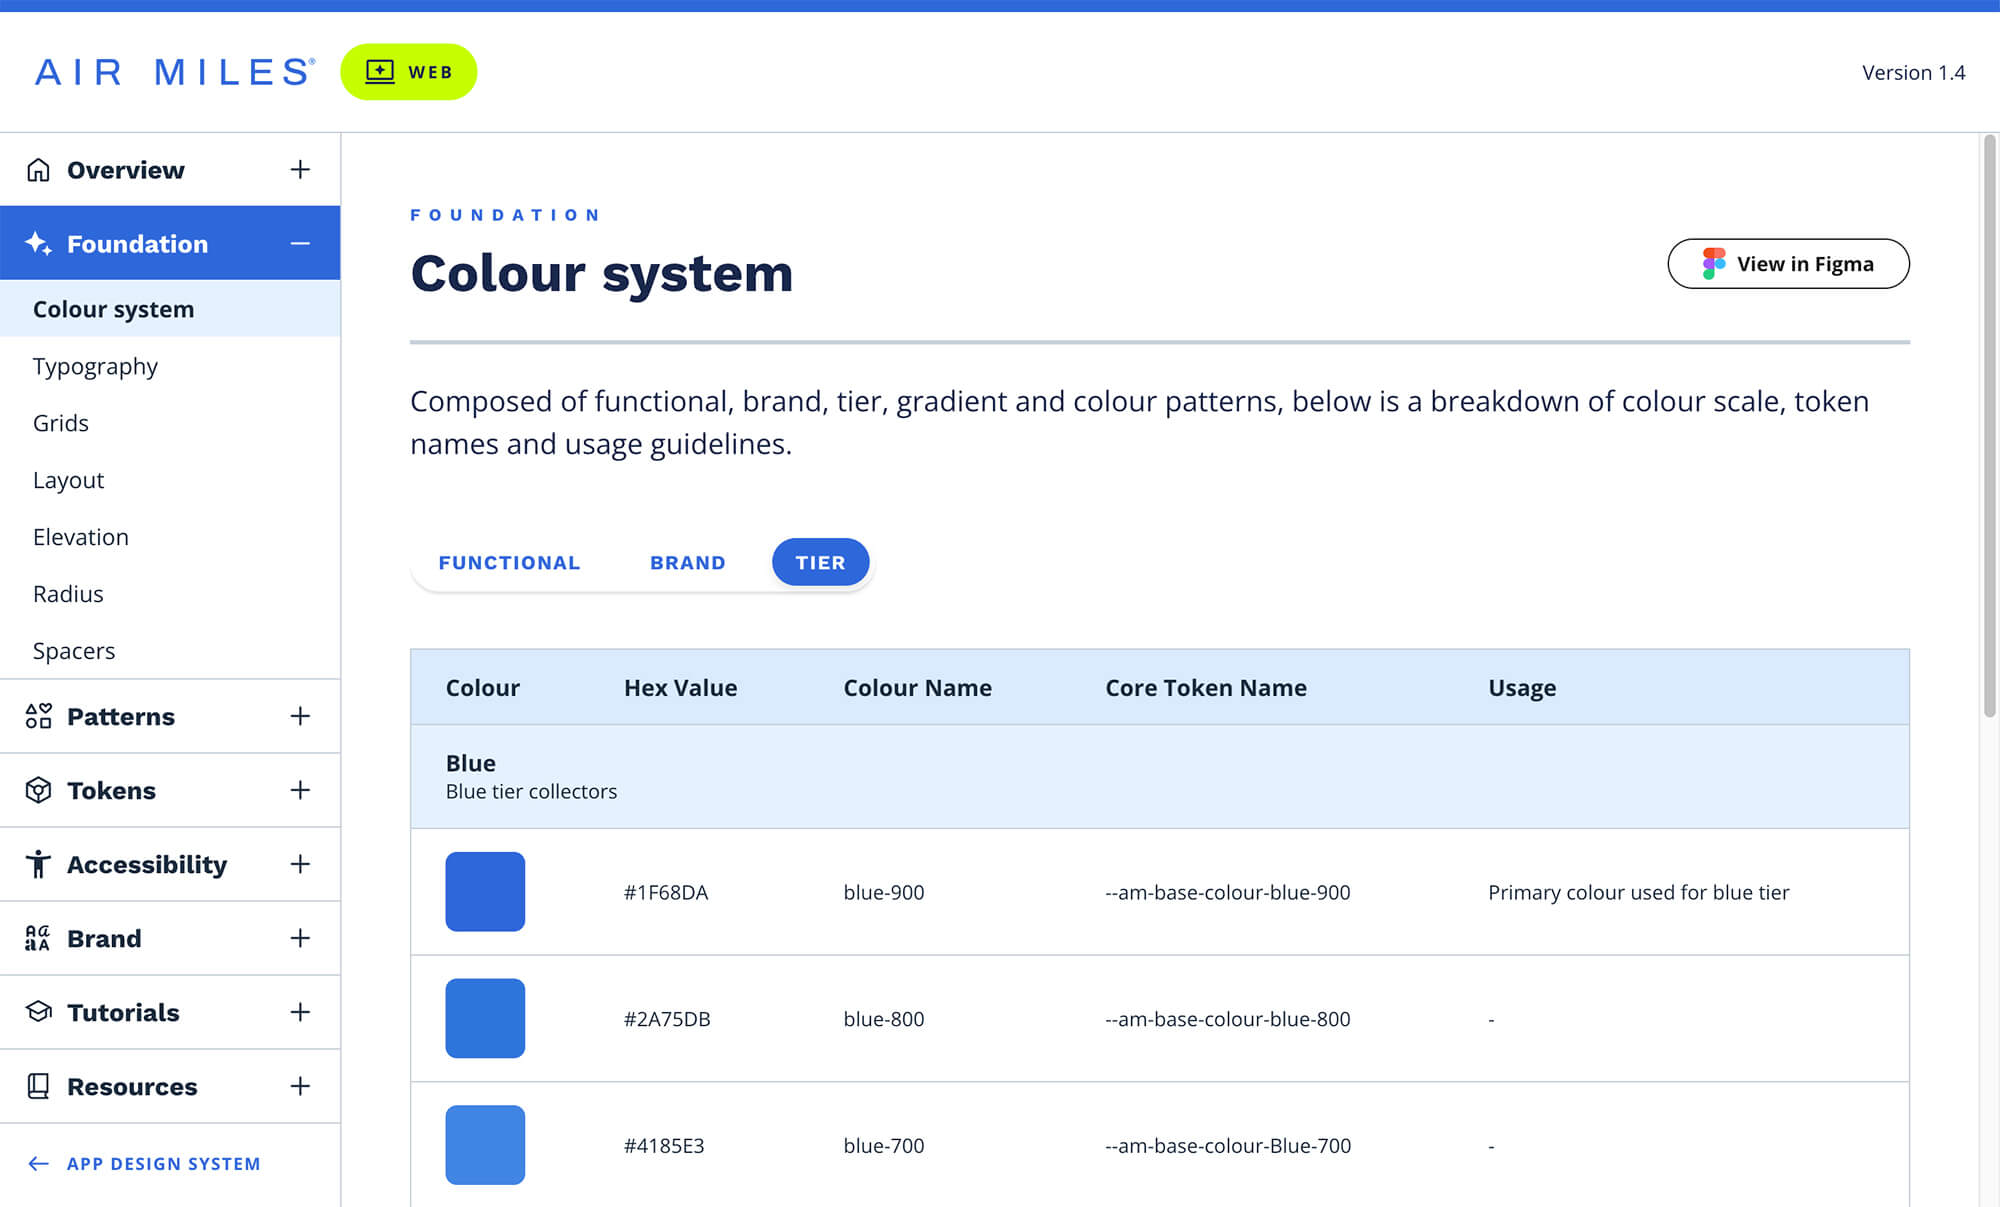 AIR MILES®
WEB
Version 1.4
Overview
Foundation
Colour system
Typography
Grids
Layout
Elevation
Radius
Spacers
Patterns
Tokens
Accessibility
Brand
Tutorials
Resources
APP DESIGN SYSTEM
FOUNDATION
Colour system
View in Figma
Composed of functional, brand, tier, gradient and colour patterns, below is a breakdown of colour scale, token
names and usage guidelines.
FUNCTIONAL BRAND TIER
Colour Hex Value Colour Name Core Token Name Usage
Blue
Blue tier collectors
#1F68DA blue-900 --am-base-colour-blue-900 Primary colour used for blue tier
#2A75DB blue-800 --am-base-colour-blue-800 -
#4185E3 blue-700 --am-base-colour-Blue-700 -